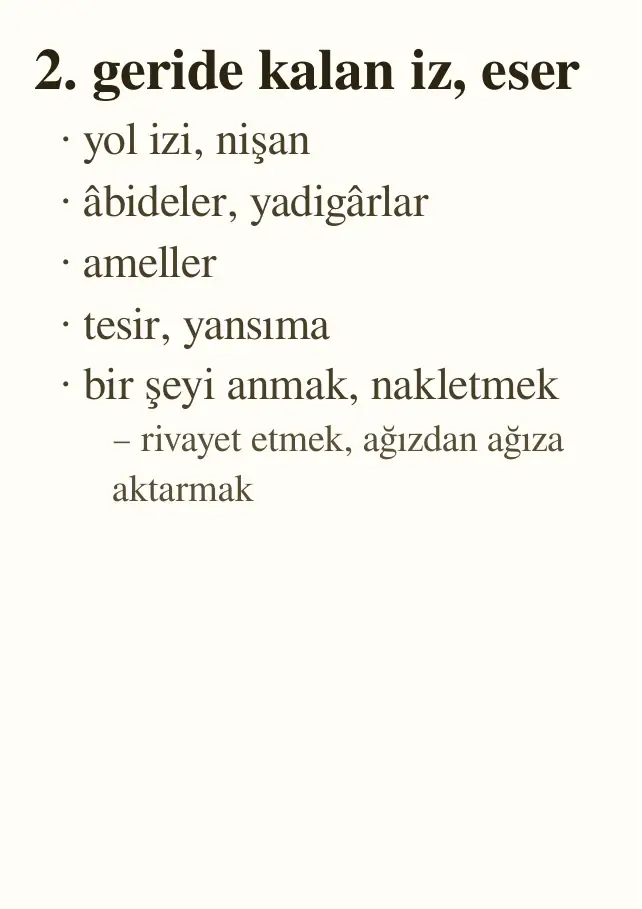 2. geride kalan iz, eser
· yol izi, nişan
· âbideler, yadigârlar
· ameller
· tesir, yansıma
· bir şeyi anmak, nakletmek
– rivayet etmek, ağızdan ağıza
aktarmak